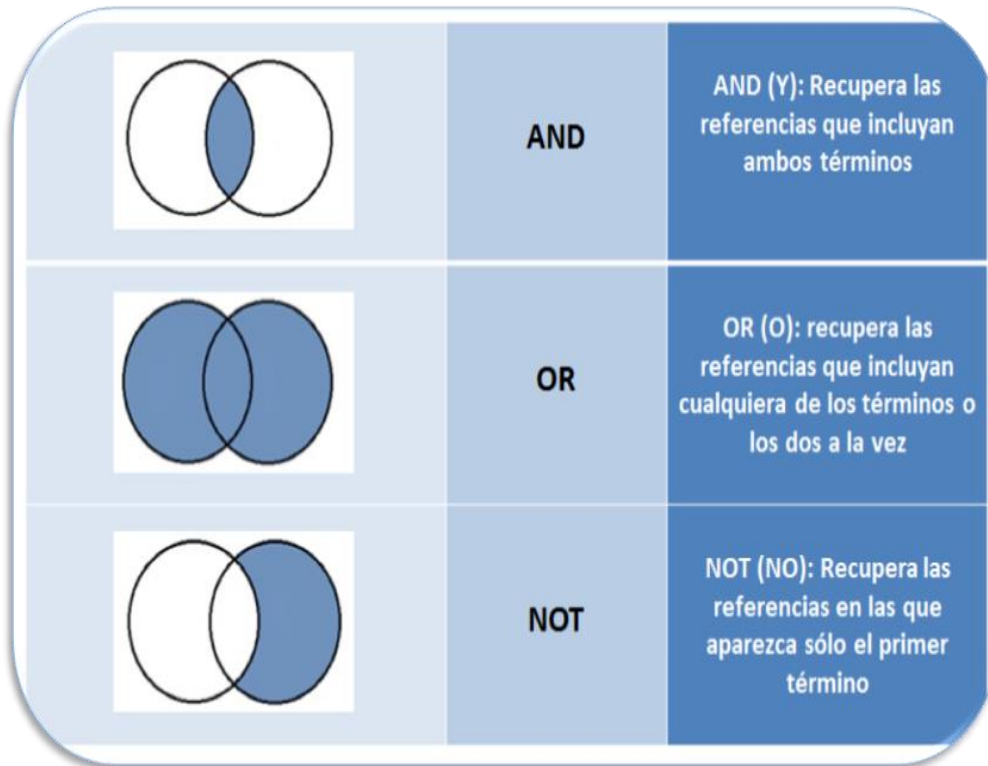 AND
AND (Y): Recupera las
referencias que incluyan
ambos términos
OR
OR (O): recupera las
referencias que incluyan
cualquiera de los términos o
los dos a la vez
NOT
NOT (NO): Recupera las
referencias en las que
aparezca sólo el primer
término